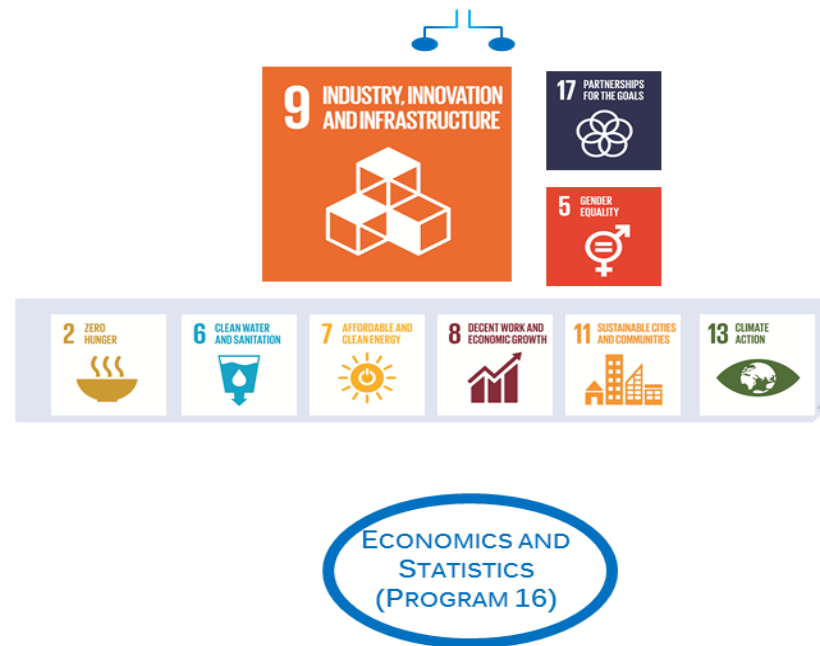 9 INDUSTRY, INNOVATION
AND INFRASTRUCTURE
17 PARTNERSHIPS
FOR THE GOALS
5 GENDER
EQUALITY
2 ZERO
HUNGER
6 CLEAN WATER
AND SANITATION
7 AFFORDABLE AND
CLEAN ENERGY
8 DECENT WORK AND
ECONOMIC GROWTH
11 SUSTAINABLE CITIES
AND COMMUNITIES
13 CLIMATE
ACTION
ECONOMICS AND
STATISTICS
(PROGRAM 16)